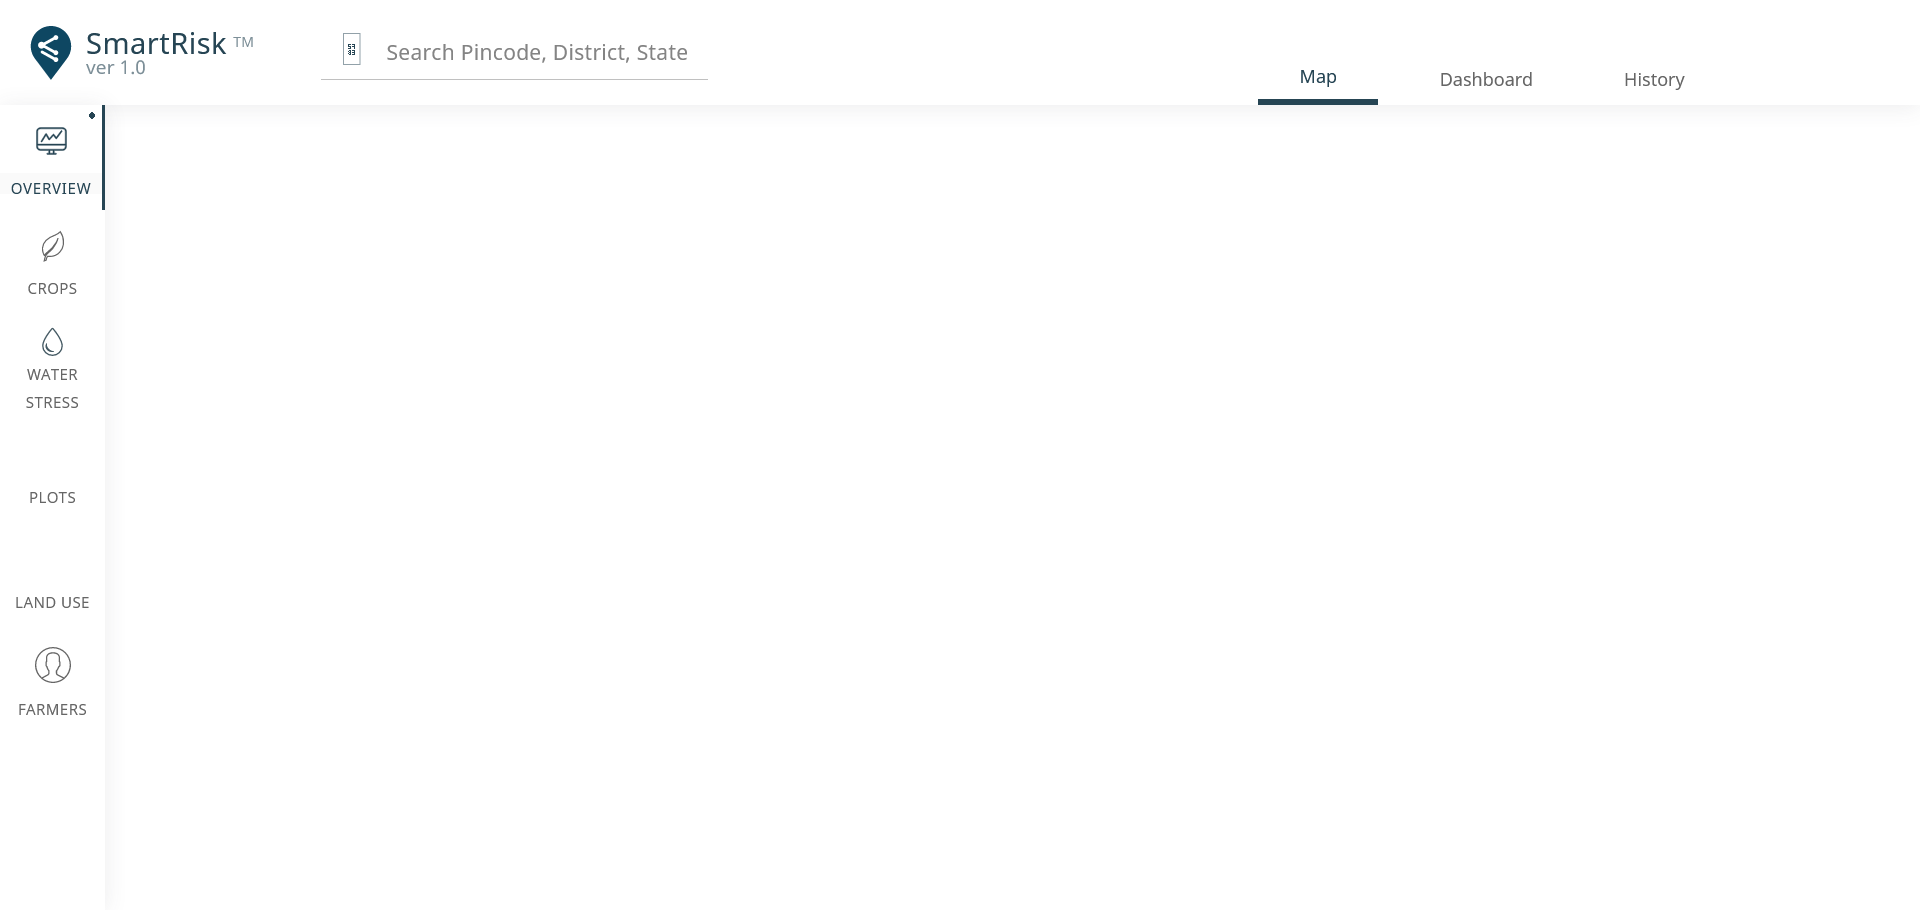 SmartRisk TM
ver 1.0
Search Pincode, District, State
Map
Dashboard
History
OVERVIEW
CROPS
WATER
STRESS
PLOTS
LAND USE
FARMERS